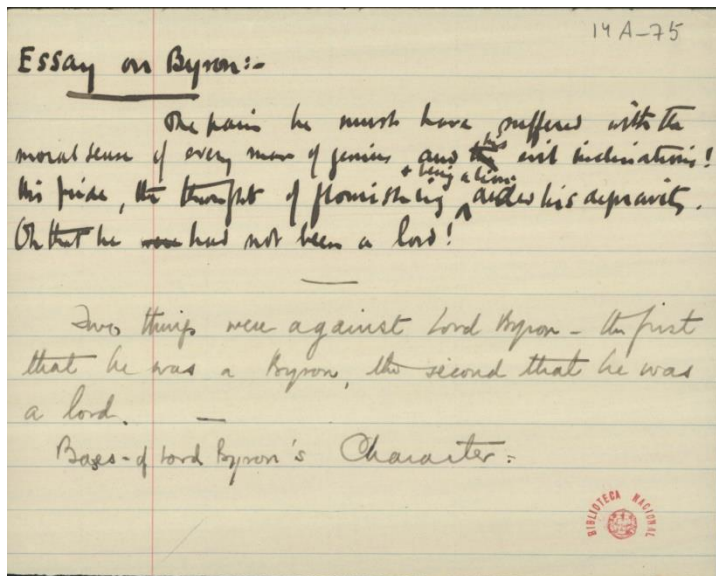 14 A-75
Essay on Byron:-
The pain he must have suffered with the
moral sense of every man of genius and his evil inclinations!
+ being a lion
His pride, the thought of flourishing added his depravity.
Oh that he had not been a lord!
Two things were against Lord Byron - the first
that he was a Byron, the second that he was
a lord.
Bases of Lord Byron's Character:
BIBLIOTECA NACIONAL